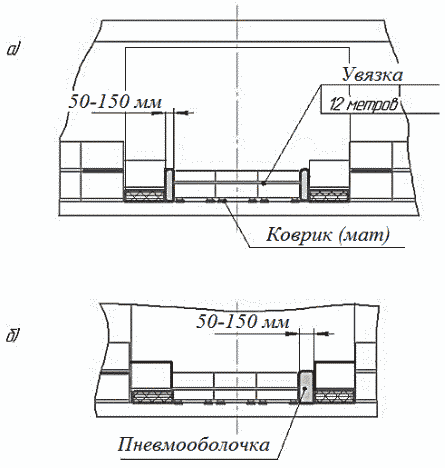 а)
Увязка
50-150 мм
12 метров
Коврик (мат)
50-150 мм
б)
Пневмооболочка